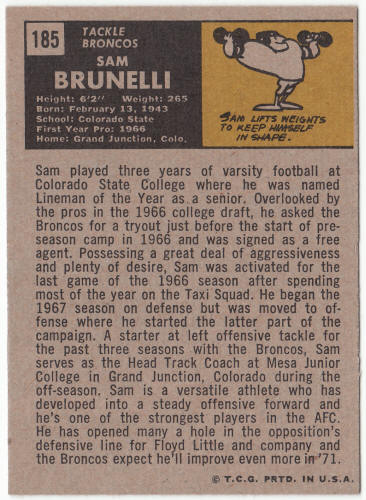 185
TACKLE
BRONCOS
SAM
BRUNELLI
Height: 6'2" Weight: 265
Born: February 13, 1943
School: Colorado State
First Year Pro: 1966
Home: Grand Junction, Colo.
SAM LIFTS WEIGHTS
TO KEEP HIMSELF
IN SHAPE.
Sam played three years of varsity football at
Colorado State College where he was named
Lineman of the Year as a senior. Overlooked by
the pros in the 1966 college draft, he asked the
Broncos for a tryout just before the start of pre-
season camp in 1966 and was signed as a free
agent. Possessing a great deal of aggressiveness
and plenty of desire, Sam was activated for the
last game of the 1966 season after spending
most of the year on the Taxi Squad. He began the
1967 season on defense but was moved to of-
fense where he started the latter part of the
campaign. A starter at left offensive tackle for
the past three seasons with the Broncos, Sam
serves as the Head Track Coach at Mesa Junior
College in Grand Junction, Colorado during the
off-season. Sam is a versatile athlete who has
developed into a steady offensive forward and
he's one of the strongest players in the AFC.
He has opened many a hole in the opposition's
defensive line for Floyd Little and company and
the Broncos expect he'll improve even more in '71.
© T.C.G. PRTD. IN U.S.A.